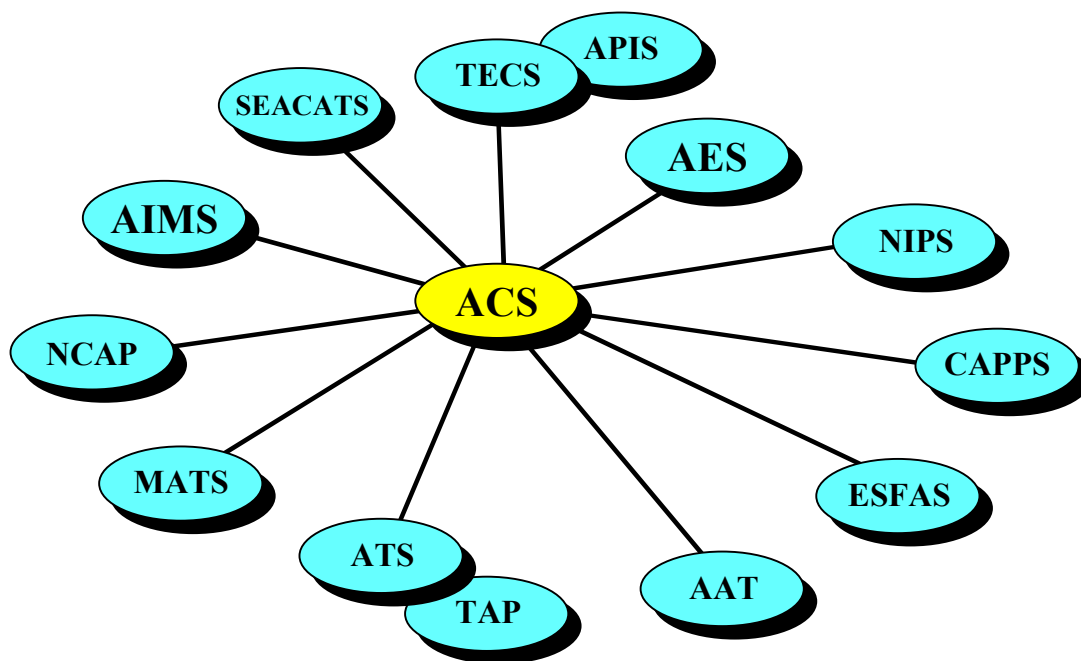 APIS
TECS
SEACATS
AES
AIMS
NIPS
ACS
NCAP
CAPPS
MATS
ESFAS
ATS
AAT
TAP